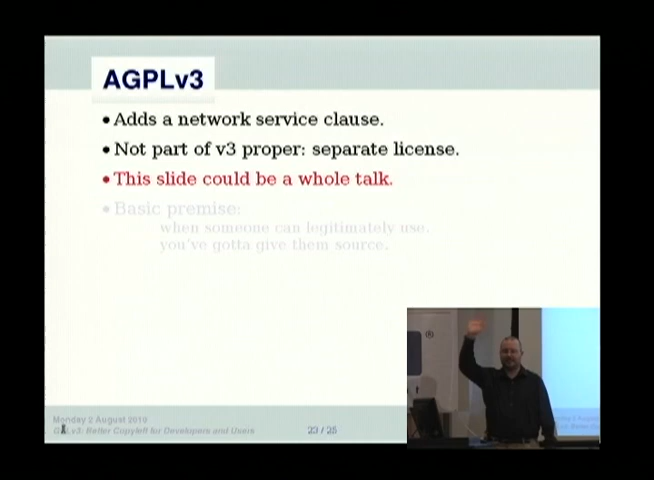 AGPLv3
• Adds a network service clause.
• Not part of v3 proper: separate license.
• This slide could be a whole talk.
• Basic premise:
when someone can legitimately use,
you've gotta give them source.
Monday 2 August 2010
GPLv3: Better Copyleft for Developers and Users
23 / 25
®